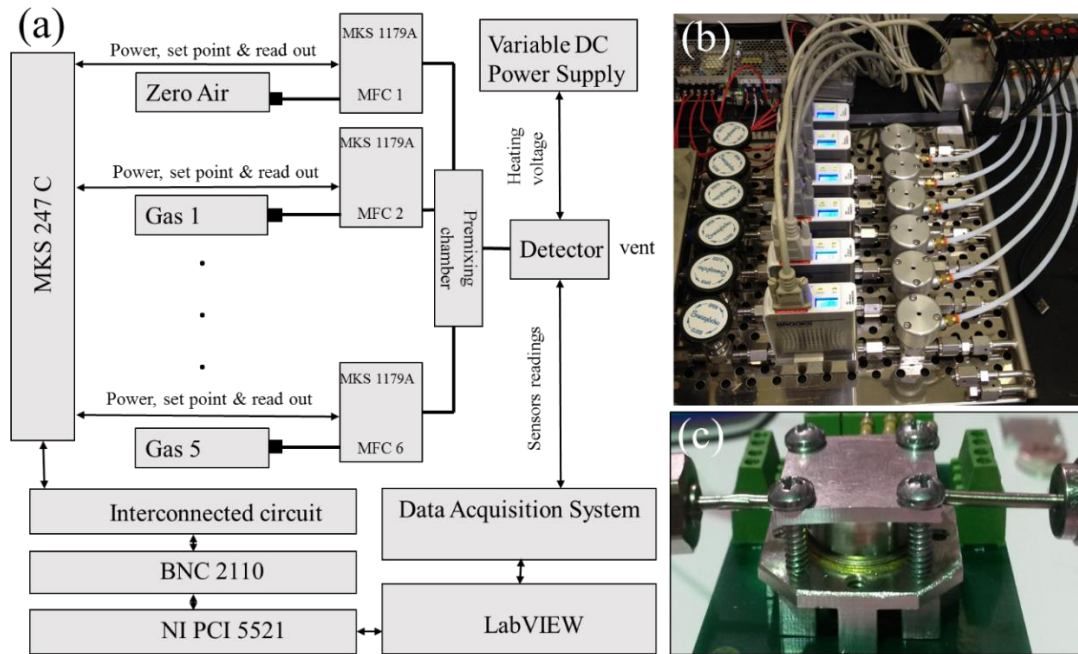 (a)
MKS 247 C
Power, set point & read out
Zero Air
MKS 1179A
MFC 1
Power, set point & read out
Gas 1
MKS 1179A
MFC 2
Power, set point & read out
Gas 5
MKS 1179A
MFC 6
Premixing
chamber
Variable DC
Power Supply
Heating
voltage
Detector
vent
Sensors readings
Interconnected circuit
BNC 2110
NI PCI 5521
Data Acquisition System
LabVIEW
(b)
Swagelok
(c)